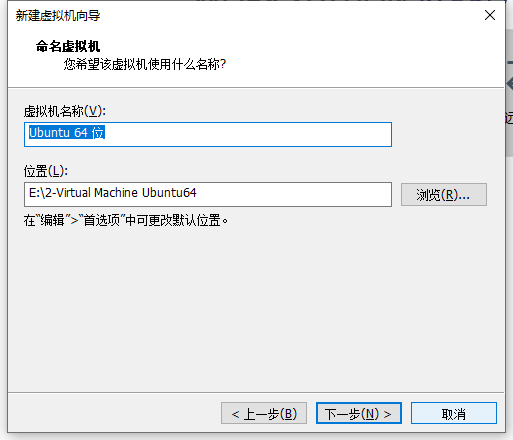 新建虚拟机向导
命名虚拟机
您希望该虚拟机使用什么名称?
虚拟机名称(V):
Ubuntu 64 位
位置(L):
E:\2-Virtual Machine Ubuntu64
浏览(R)...
在“编辑”>“首选项”中可更改默认位置。
< 上一步(B)
下一步(N) >
取消